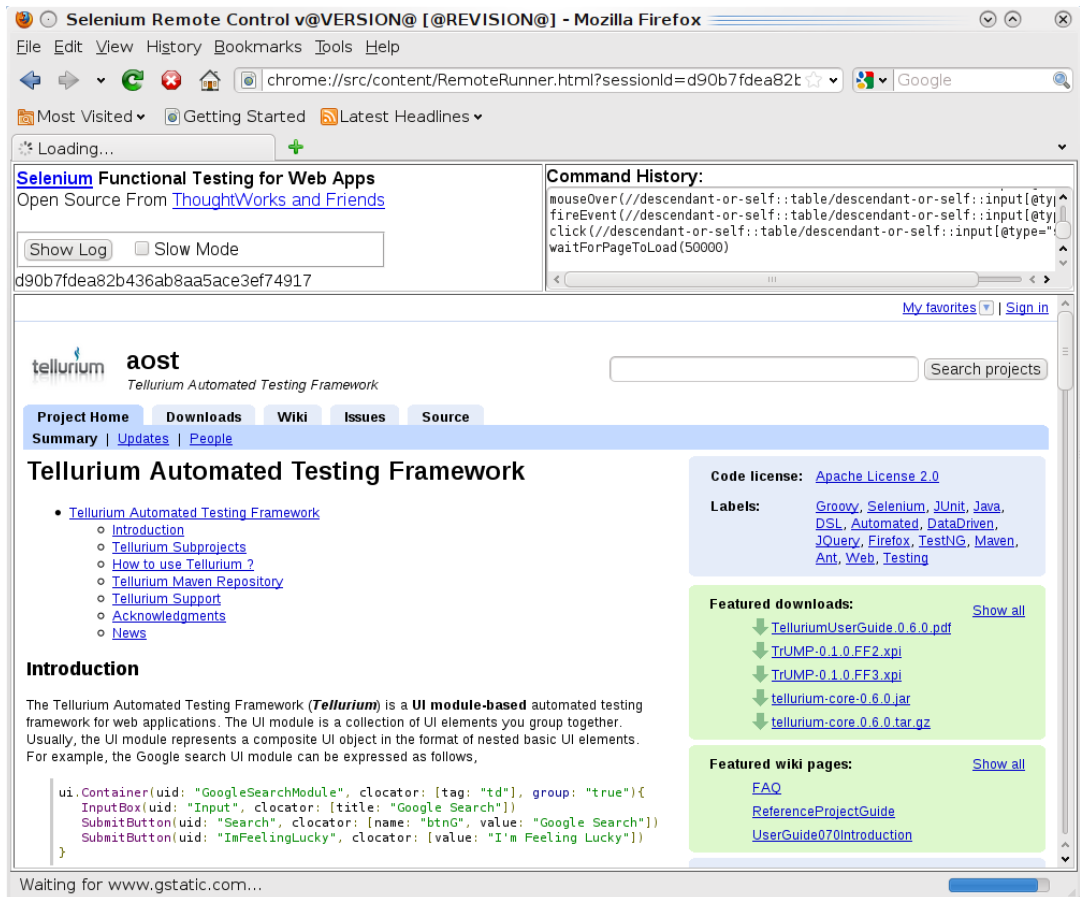 Selenium Remote Control v@VERSION@ [@REVISION@] - Mozilla Firefox
File Edit View History Bookmarks Tools Help
chrome://src/content/RemoteRunner.html?sessionId=d90b7fdea82b
Google
Most Visited Getting Started Latest Headlines
Loading...
Selenium Functional Testing for Web Apps
Open Source From ThoughtWorks and Friends
Show Log Slow Mode
d90b7fdea82b436ab8aa5ace3ef74917
Command History:
mouseOver(//descendant-or-self::table/descendant-or-self::input[@typ
fireEvent(//descendant-or-self::table/descendant-or-self::input[@typ
click(//descendant-or-self::table/descendant-or-self::input[@type="s
waitForPageToLoad(50000)
My favorites | Sign in
tellurium
aost
Tellurium Automated Testing Framework
Search projects
Project Home Downloads Wiki Issues Source
Summary | Updates | People
Tellurium Automated Testing Framework
Tellurium Automated Testing Framework
Introduction
Tellurium Subprojects
How to use Tellurium ?
Tellurium Maven Repository
Tellurium Support
Acknowledgments
News
Introduction
The Tellurium Automated Testing Framework (Tellurium) is a UI module-based automated testing
framework for web applications. The UI module is a collection of UI elements you group together.
Usually, the UI module represents a composite UI object in the format of nested basic UI elements.
For example, the Google search UI module can be expressed as follows,
ui.Container(uid: "GoogleSearchModule", clocator: [tag: "td"], group: "true"){
InputBox(uid: "Input", clocator: [title: "Google Search"])
SubmitButton(uid: "Search", clocator: [name: "btnG", value: "Google Search"])
SubmitButton(uid: "ImFeelingLucky", clocator: [value: "I'm Feeling Lucky"])
}
Code license: Apache License 2.0
Labels: Groovy, Selenium, JUnit, Java,
DSL, Automated, DataDriven,
JQuery, Firefox, TestNG, Maven,
Ant, Web, Testing
Featured downloads: Show all
TelluriumUserGuide.0.6.0.pdf
TrUMP-0.1.0.FF2.xpi
TrUMP-0.1.0.FF3.xpi
tellurium-core-0.6.0.jar
tellurium-core.0.6.0.tar.gz
Featured wiki pages: Show all
FAQ
ReferenceProjectGuide
UserGuide070Introduction
Waiting for www.gstatic.com...